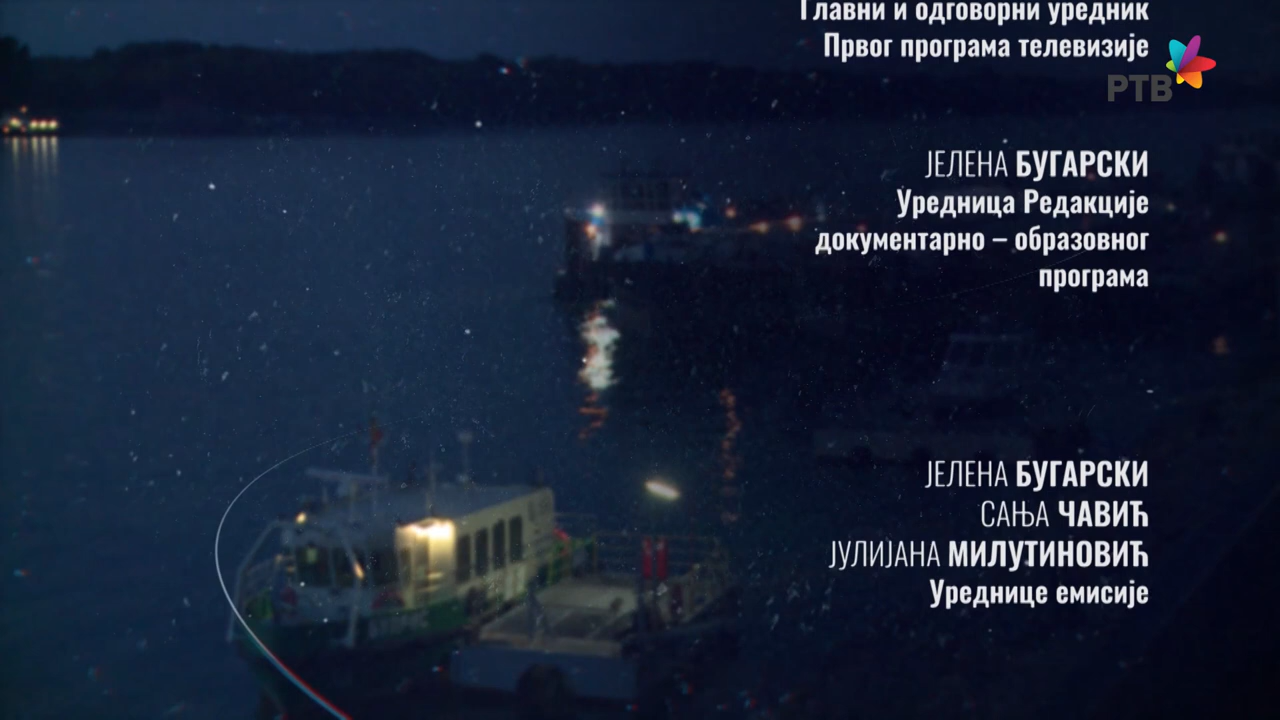 Главни и одговорни уредник
Првог програма телевизије
РТВ
ЈЕЛЕНА БУГАРСКИ
Уредница Редакције
документарно – образовног
програма
ЈЕЛЕНА БУГАРСКИ
САЊА ЧАВИЋ
ЈУЛИЈАНА МИЛУТИНОВИЋ
Уреднице емисије